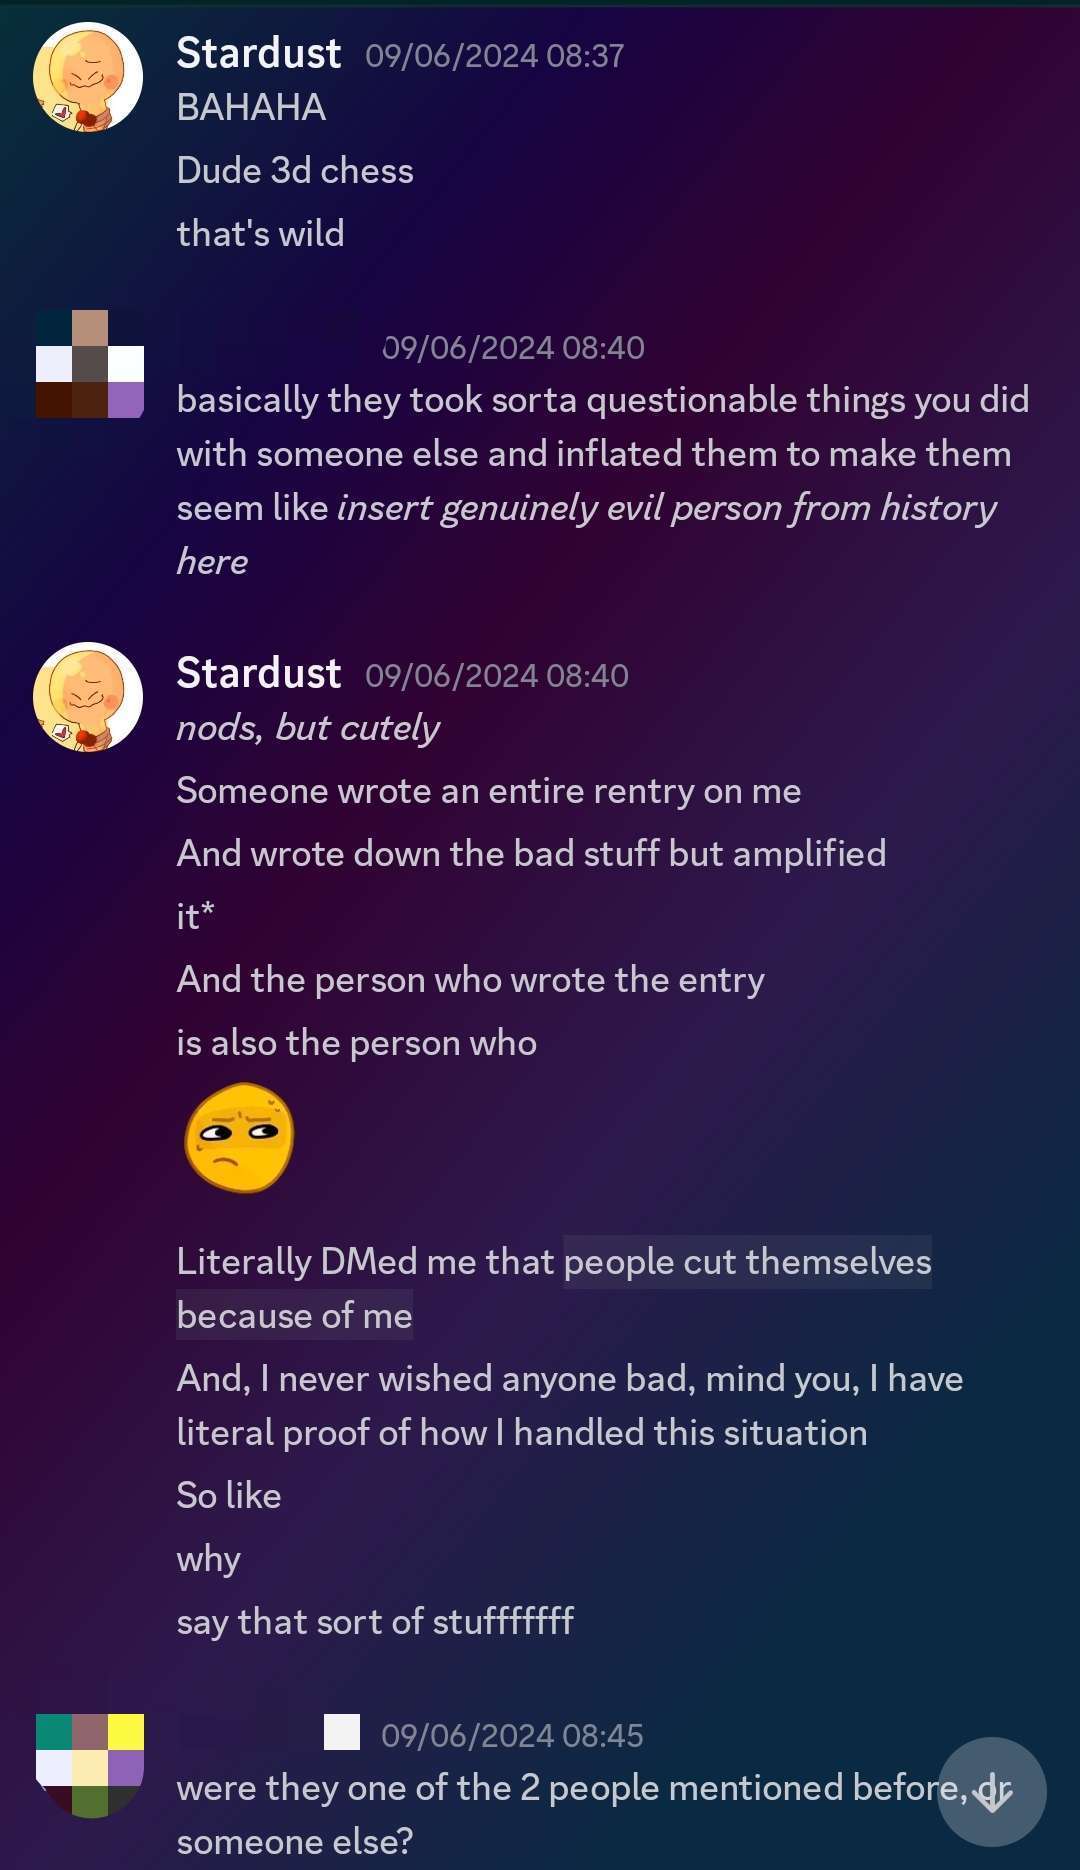 Stardust 09/06/2024 08:37
BAHAHA
Dude 3d chess
that's wild
09/06/2024 08:40
basically they took sorta questionable things you did
with someone else and inflated them to make them
seem like insert genuinely evil person from history
here
Stardust 09/06/2024 08:40
nods, but cutely
Someone wrote an entire rentry on me
And wrote down the bad stuff but amplified
it*
And the person who wrote the entry
is also the person who
Literally DMed me that people cut themselves
because of me
And, I never wished anyone bad, mind you, I have
literal proof of how I handled this situation
So like
why
say that sort of stufffffff
09/06/2024 08:45
were they one of the 2 people mentioned before, or
someone else?